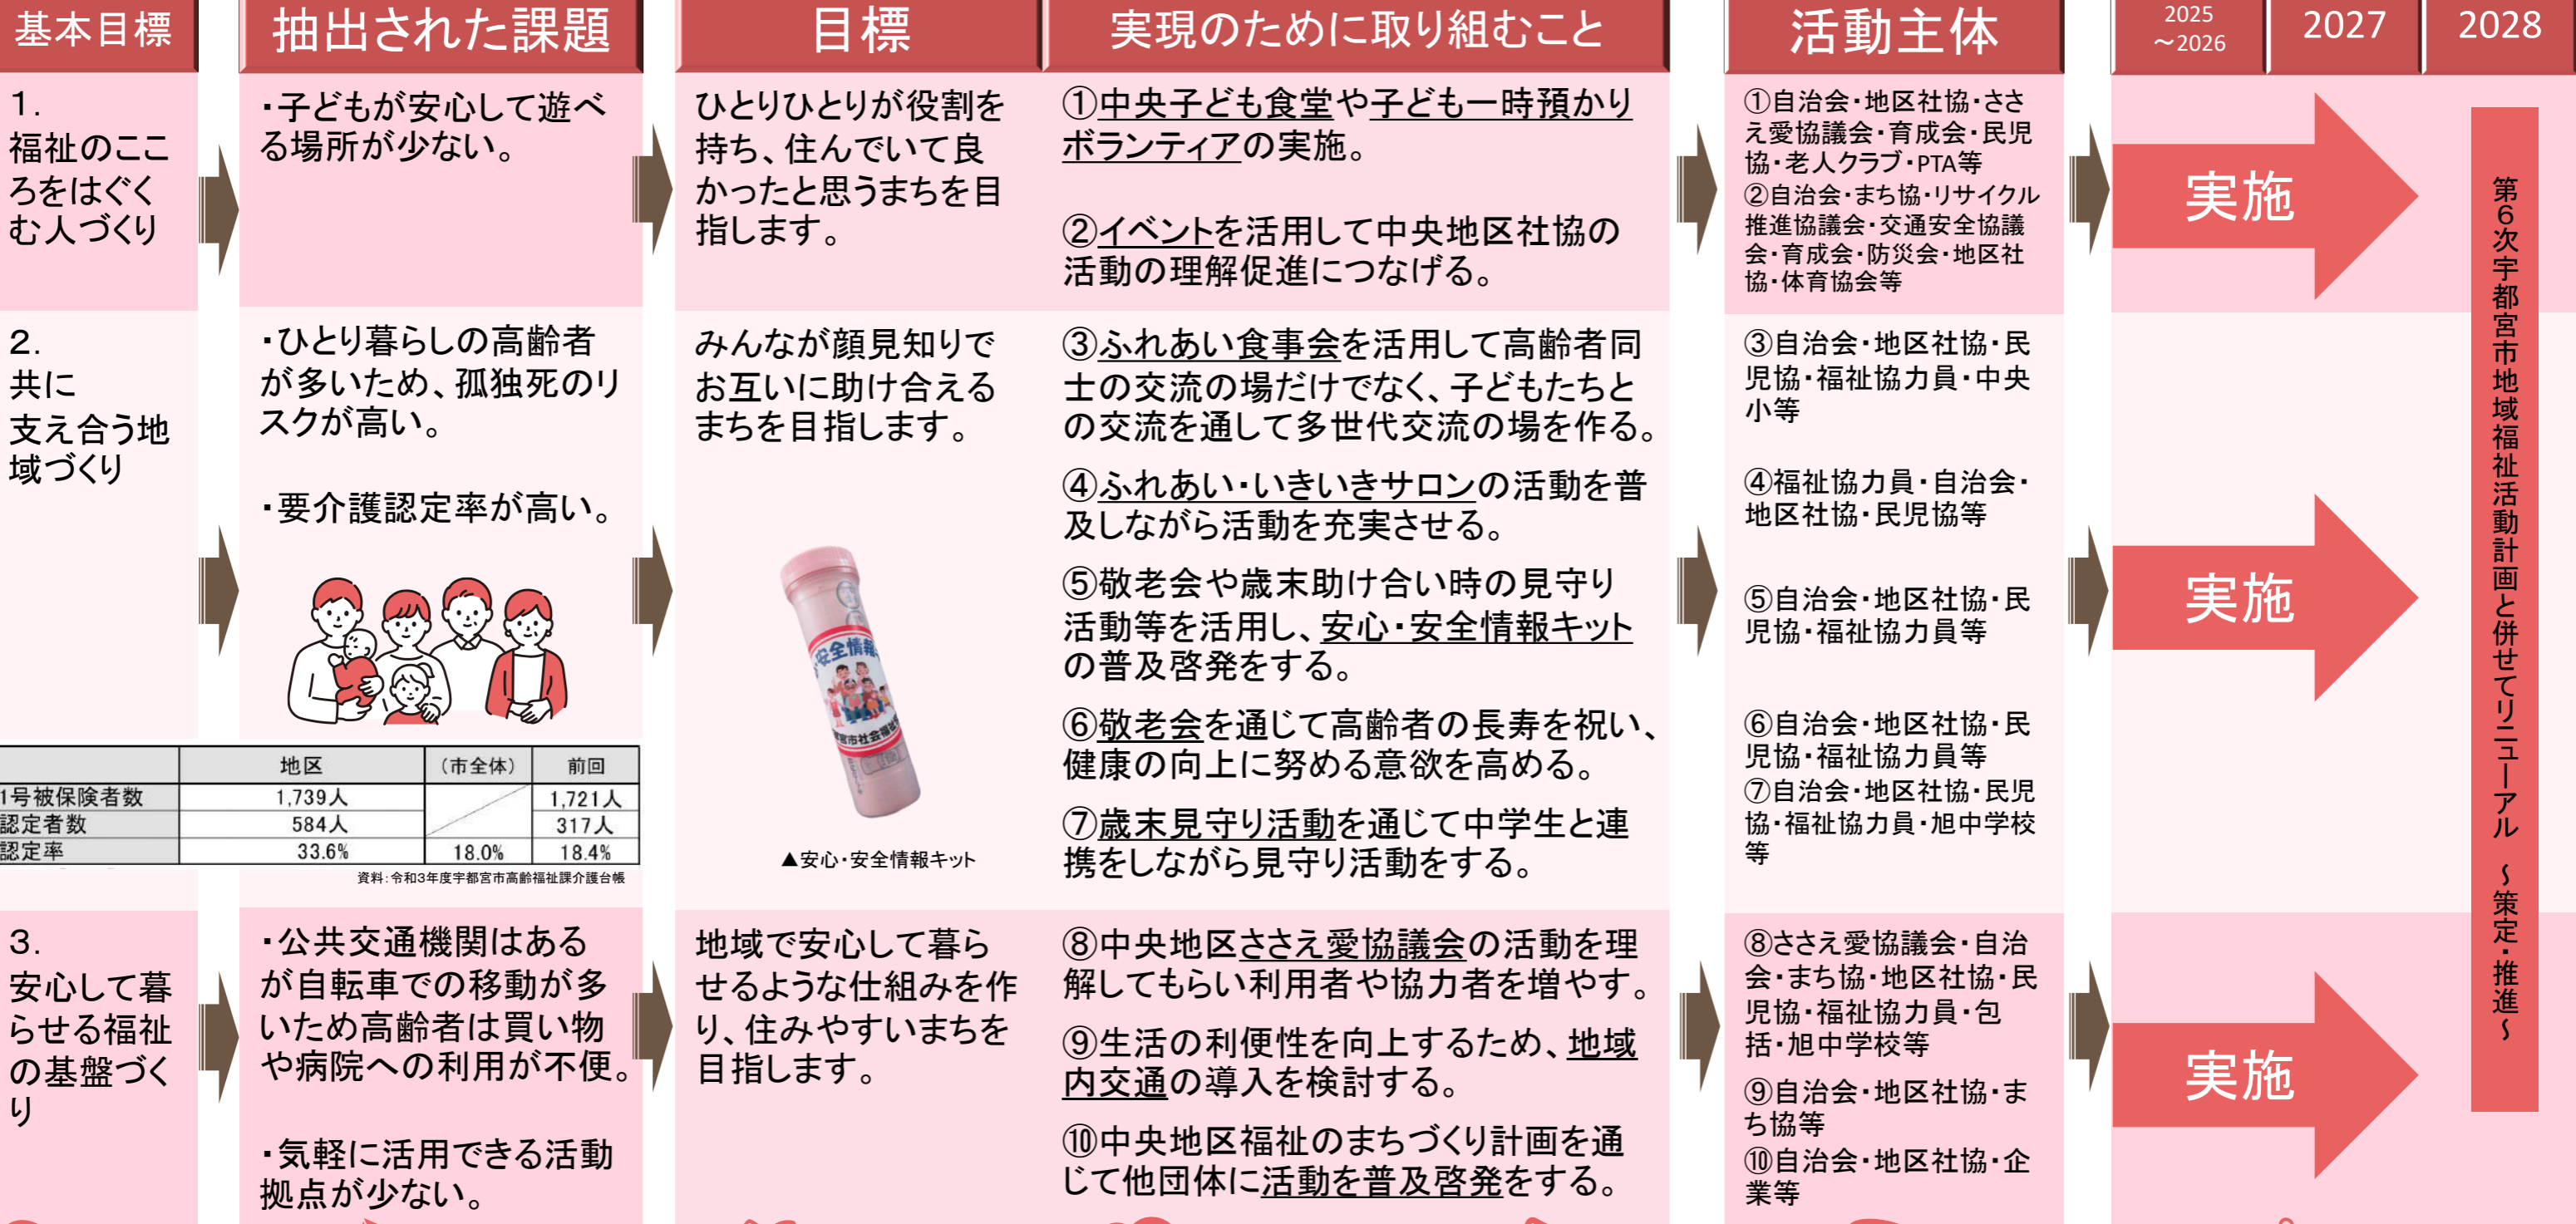 基本目標
抽出された課題
目標
実現のために取り組むこと
活動主体
2025
～2026
2027
2028
1.
福祉のここ
ろをはぐく
む人づくり
・子どもが安心して遊べ
る場所が少ない。
ひとりひとりが役割を
持ち、住んでいて良
かったと思うまちを目
指します。
①中央子ども食堂や子ども一時預かり
ボランティアの実施。
②イベントを活用して中央地区社協の
活動の理解促進につなげる。
①自治会・地区社協・ささ
え愛協議会・育成会・民児
協・老人クラブ・PTA等
②自治会・まち協・リサイクル
推進協議会・交通安全協議
会・育成会・防災会・地区社
協・体育協会等
実施
2.
共に
支え合う地
域づくり
・ひとり暮らしの高齢者
が多いため、孤独死のリ
スクが高い。
・要介護認定率が高い。
地区
（市全体）
前回
1号被保険者数
1,739人
1,721人
認定者数
584人
317人
認定率
33.6%
18.0%
18.4%
資料：令和3年度宇都宮市高齢福祉課介護台帳
みんなが顔見知りで
お互いに助け合える
まちを目指します。
安全情報
宮市社会福祉
▲安心・安全情報キット
③ふれあい食事会を活用して高齢者同
士の交流の場だけでなく、子どもたちと
の交流を通して多世代交流の場を作る。
④ふれあい・いきいきサロンの活動を普
及しながら活動を充実させる。
⑤敬老会や歳末助け合い時の見守り
活動等を活用し、安心・安全情報キット
の普及啓発をする。
⑥敬老会を通じて高齢者の長寿を祝い、
健康の向上に努める意欲を高める。
⑦歳末見守り活動を通じて中学生と連
携をしながら見守り活動をする。
③自治会・地区社協・民
児協・福祉協力員・中央
小等
④福祉協力員・自治会・
地区社協・民児協等
⑤自治会・地区社協・民
児協・福祉協力員等
⑥自治会・地区社協・民
児協・福祉協力員等
⑦自治会・地区社協・民児
協・福祉協力員・旭中学校
等
実施
3.
安心して暮
らせる福祉
の基盤づく
り
・公共交通機関はある
が自転車での移動が多
いため高齢者は買い物
や病院への利用が不便。
・気軽に活用できる活動
拠点が少ない。
地域で安心して暮ら
せるような仕組みを作
り、住みやすいまちを
目指します。
⑧中央地区ささえ愛協議会の活動を理
解してもらい利用者や協力者を増やす。
⑨生活の利便性を向上するため、地域
内交通の導入を検討する。
⑩中央地区福祉のまちづくり計画を通
じて他団体に活動を普及啓発をする。
⑧ささえ愛協議会・自治
会・まち協・地区社協・民
児協・福祉協力員・包
括・旭中学校等
⑨自治会・地区社協・ま
ち協等
⑩自治会・地区社協・企
業等
実施
第6次宇都宮市地域福祉活動計画と併せてリニューアル ～策定・推進～